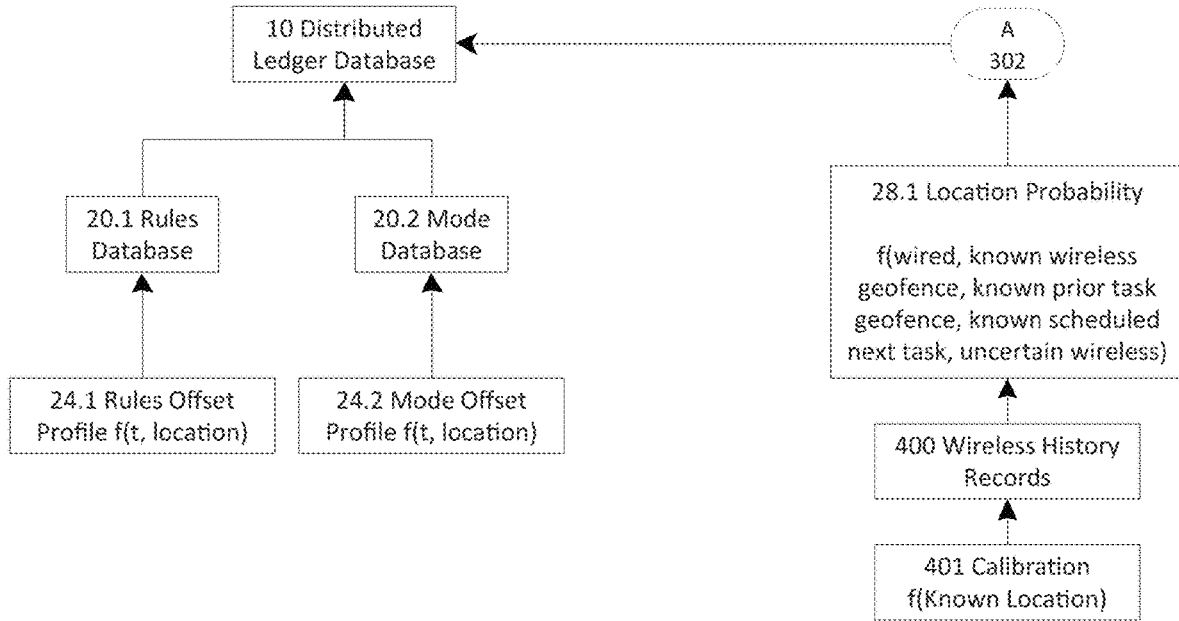 10 Distributed
Ledger Database
A
302
20.1 Rules
Database
20.2 Mode
Database
28.1 Location Probability
f(wired, known wireless
geofence, known prior task
geofence, known scheduled
next task, uncertain wireless)
24.1 Rules Offset
Profile f(t, location)
24.2 Mode Offset
Profile f(t, location)
400 Wireless History
Records
401 Calibration
f(Known Location)